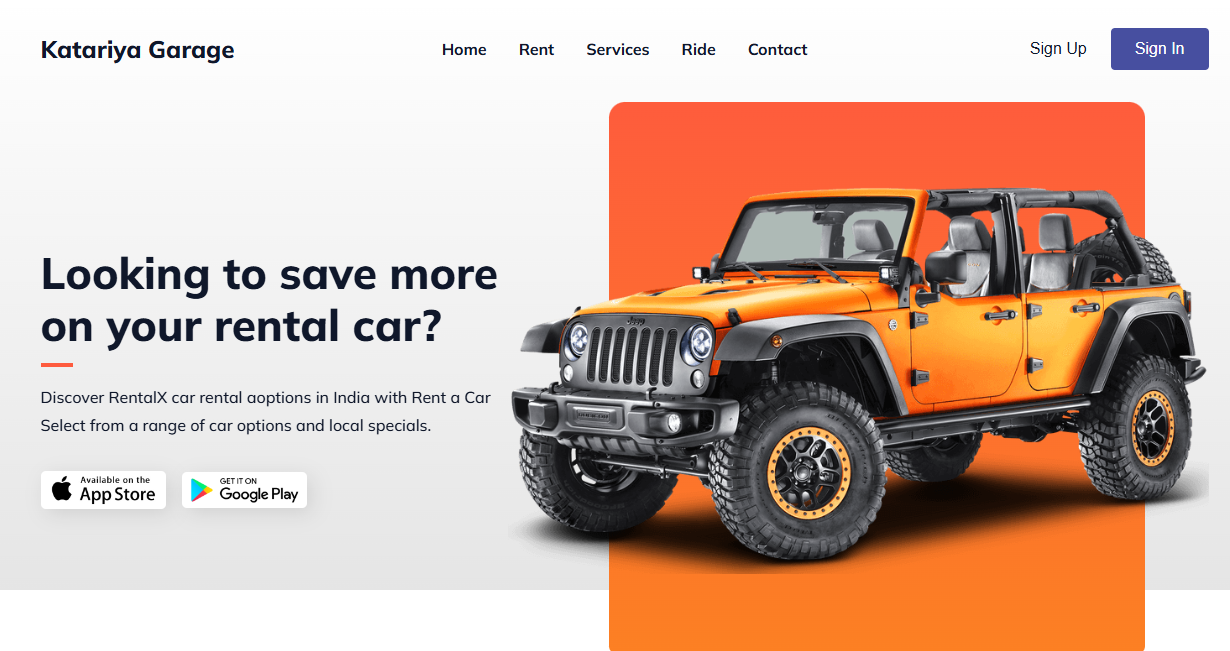 Katariya Garage
Home Rent Services Ride Contact
Sign Up Sign In
Looking to save more
on your rental car?
Discover RentalX car rental aoptions in India with Rent a Car
Select from a range of car options and local specials.
Available on the
App Store
GET IT ON
Google Play
Jeep